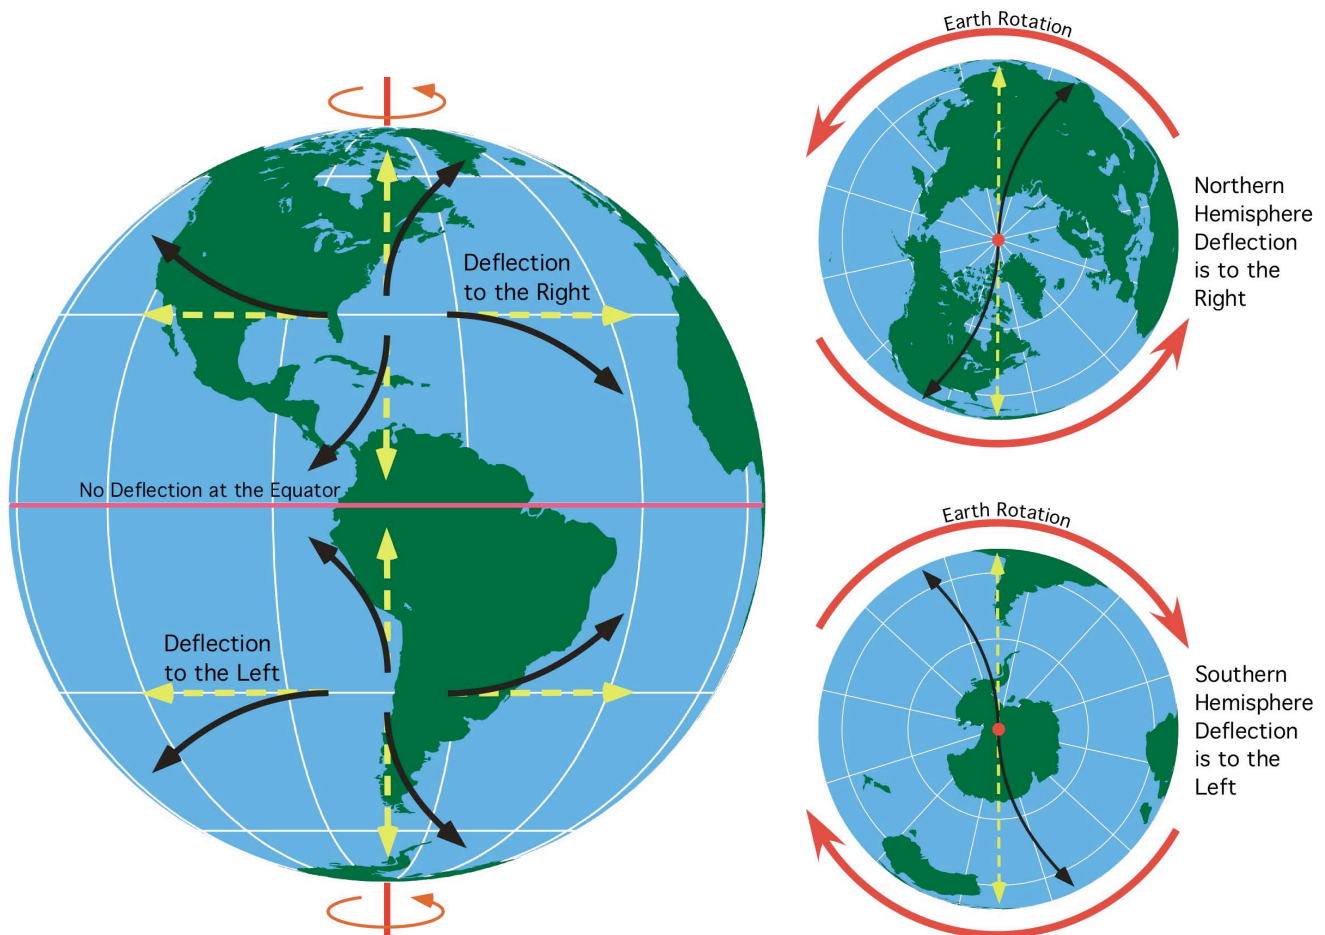 Earth Rotation
Northern
Hemisphere
Deflection
is to the
Right
Deflection
to the Right
No Deflection at the Equator
Deflection
to the Left
Earth Rotation
Southern
Hemisphere
Deflection
is to the
Left